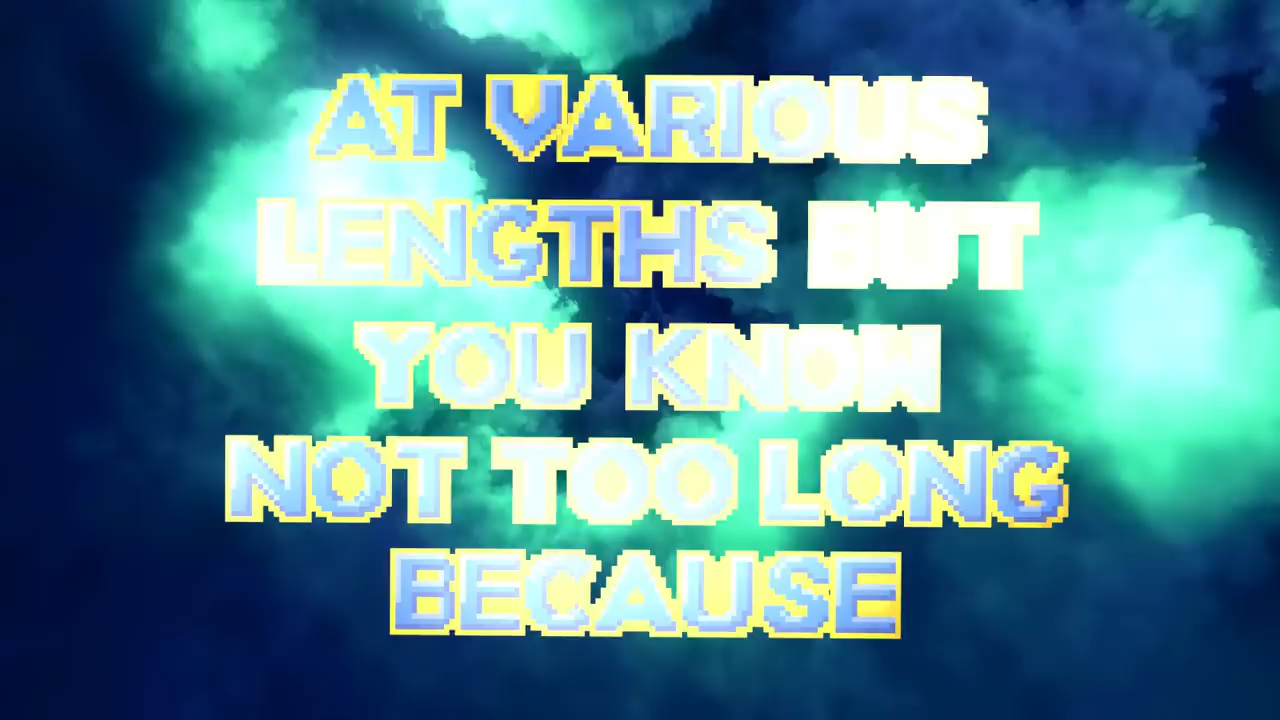 AT VARIOUS
LENGTHS BUT
YOU KNOW
NOT TOO LONG
BECAUSE